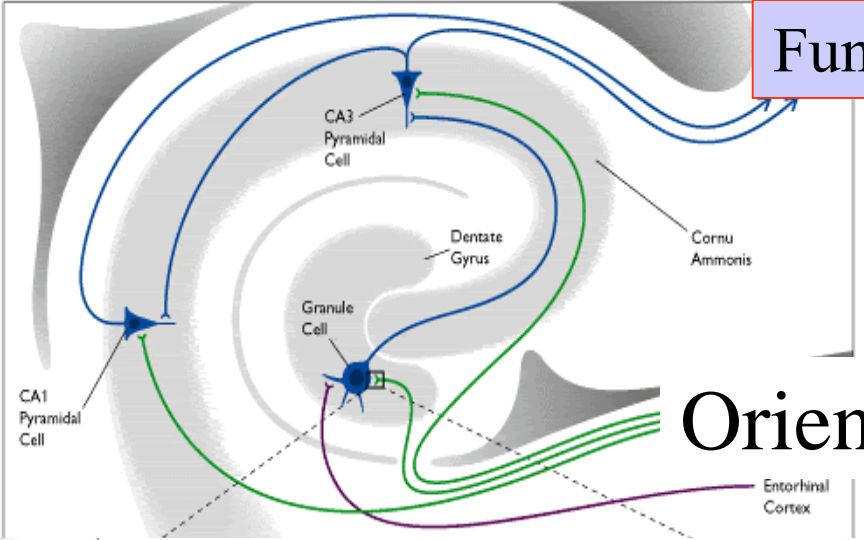 Fun
CA3
Pyramidal
Cell
Dentate
Gyrus
Cornu
Ammonis
Granule
Cell
CA1
Pyramidal
Cell
Orien
Entorhinal
Cortex